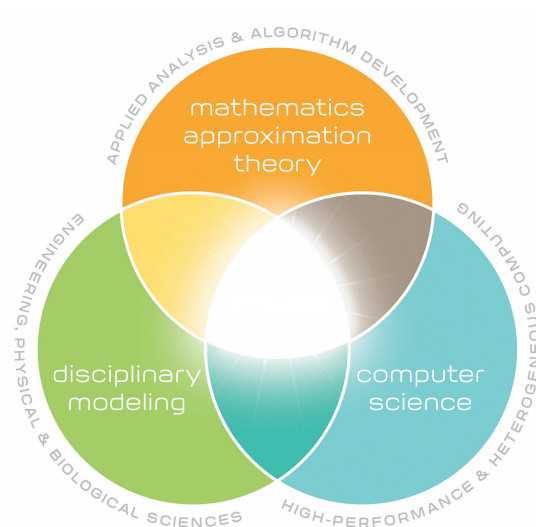 APPLIED ANALYSIS & ALGORITHM DEVELOPMENT
mathematics
approximation
theory
ENGINEERING, PHYSICAL & BIOLOGICAL SCIENCES
disciplinary
modeling
computer
science
HIGH-PERFORMANCE & HETEROGENEOUS COMPUTING